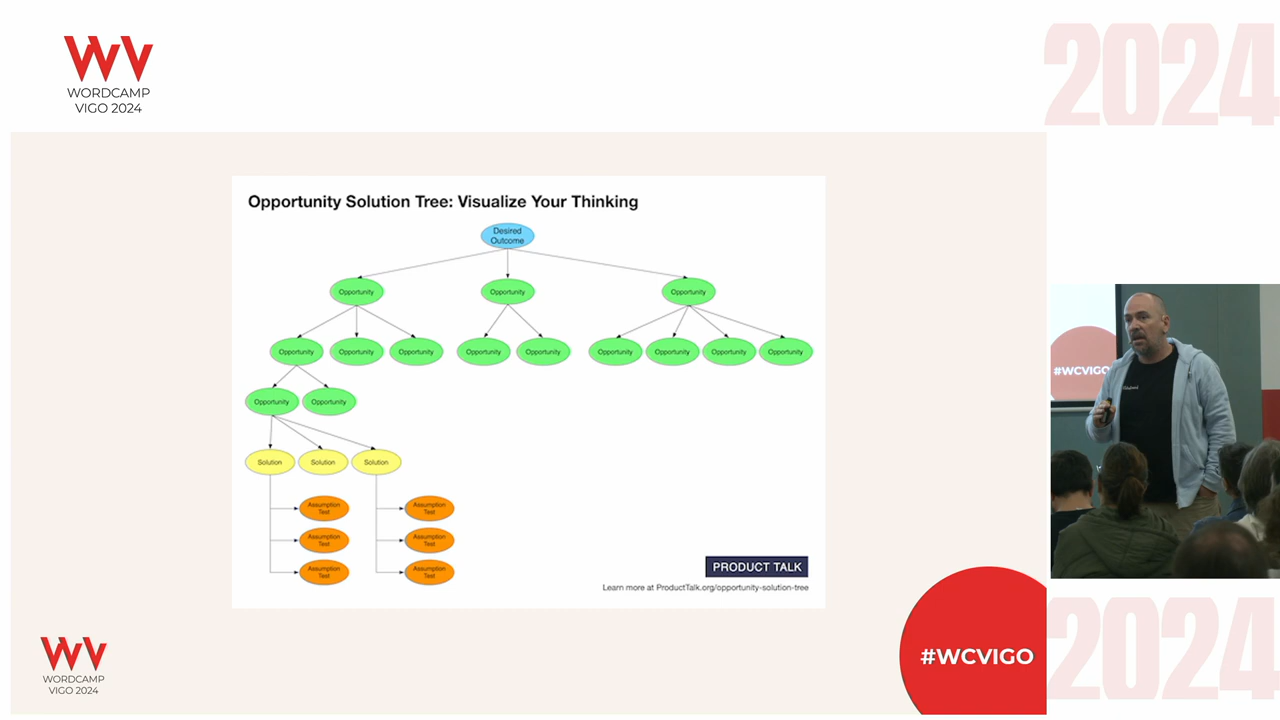 WORDCAMP
VIGO 2024
2024
Opportunity Solution Tree: Visualize Your Thinking
Desired
Outcome
Opportunity
Opportunity
Opportunity
Opportunity
Opportunity
Opportunity
Opportunity
Opportunity
Opportunity
Opportunity
Opportunity
Opportunity
Opportunity
Opportunity
Solution
Solution
Solution
Assumption
Test
Assumption
Test
Assumption
Test
Assumption
Test
Assumption
Test
Assumption
Test
PRODUCT TALK
Learn more at ProductTalk.org/opportunity-solution-tree
#WCVIGO
#WCVIGO
WORDCAMP
VIGO 2024
2024